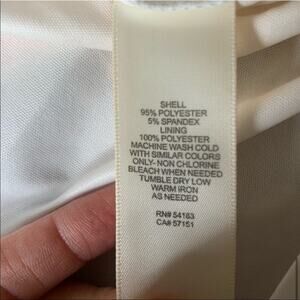 SHELL
95% POLYESTER
5% SPANDEX
LINING
100% POLYESTER
MACHINE WASH COLD
WITH SIMILAR COLORS
ONLY- NON CHLORINE
BLEACH WHEN NEEDED
TUMBLE DRY LOW
WARM IRON
AS NEEDED
RN# 54163
CA# 57151